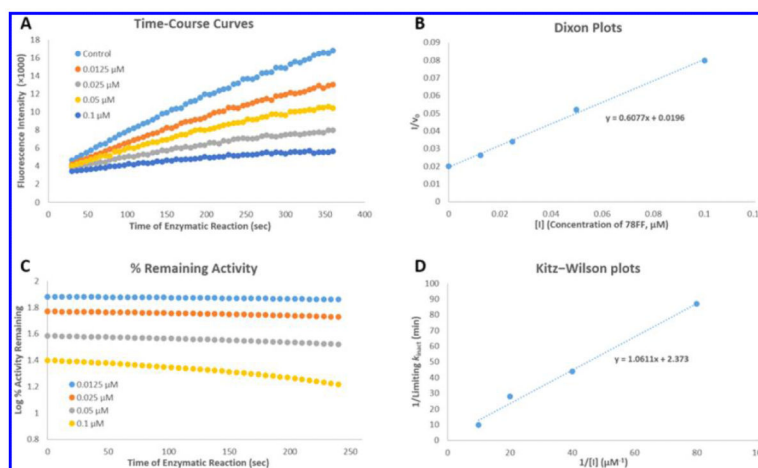 A
Time-Course Curves
Fluorescence Intensity (×1000)
18
16
14
12
10
8
6
4
2
0
Control
0.0125 µM
0.025 µM
0.05 µM
0.1 µM
0 50 100 150 200 250 300 350 400
Time of Enzymatic Reaction (sec)
B
Dixon Plots
I/v₀
0.09
0.08
0.07
0.06
0.05
0.04
0.03
0.02
0.01
0
y = 0.6077x + 0.0196
0 0.02 0.04 0.06 0.08 0.1
[I] (Concentration of 78FF, µM)
C
% Remaining Activity
Log % Activity Remaining
2
1.8
1.6
1.4
1.2
1
0.8
0.0125 µM
0.025 µM
0.05 µM
0.1 µM
0 50 100 150 200 250
Time of Enzymatic Reaction (sec)
D
Kitz−Wilson plots
100
90
80
70
60
50
40
30
20
10
0
y = 1.0611x + 2.373
0 20 40 60 80
1/[I] (µM⁻¹)